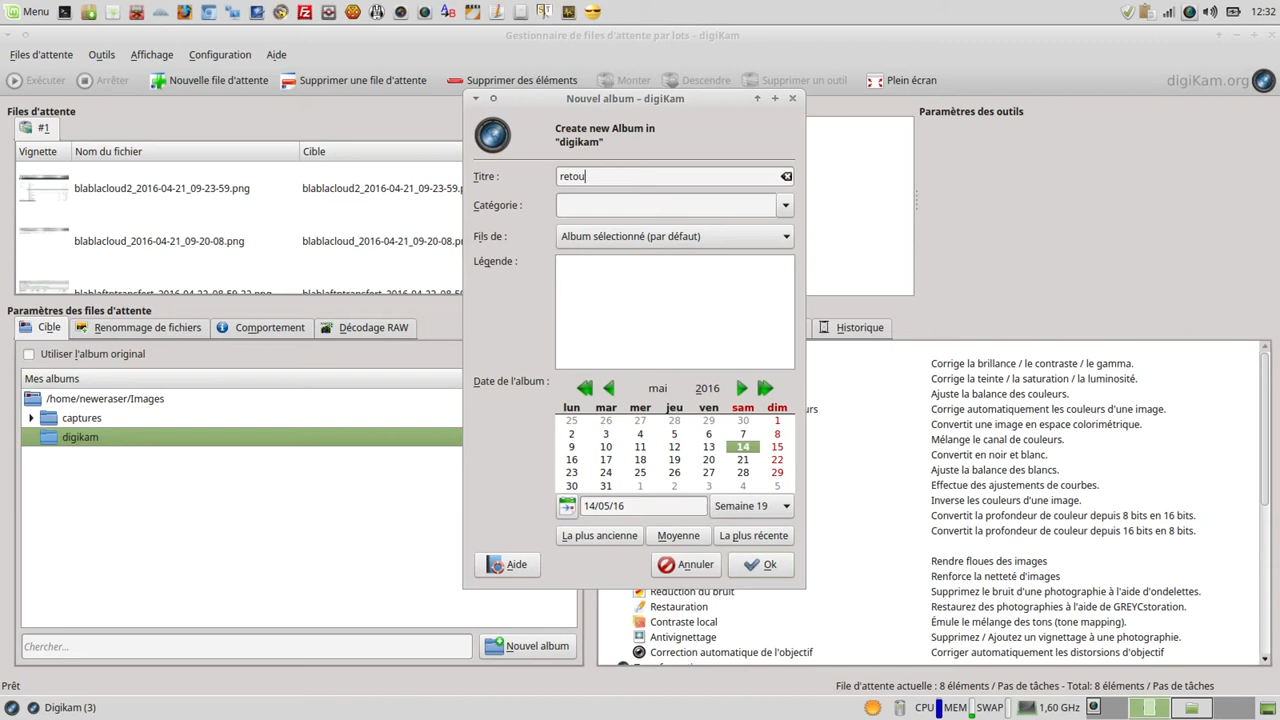 Menu
12:32
Gestionnaire de files d'attente par lots – digiKam
Files d'attente Outils Affichage Configuration Aide
Exécuter Arrêter Nouvelle file d'attente Supprimer une file d'attente Supprimer des éléments Monter Descendre Supprimer un outil Plein écran digiKam.org
Files d'attente
#1
Vignette Nom du fichier Cible
blablacloud2_2016-04-21_09-23-59.png blablacloud2_2016-04-21_09-23-59.p
blablacloud_2016-04-21_09-20-08.png blablacloud_2016-04-21_09-20-08.pn
Paramètres des outils
Nouvel album – digiKam
Create new Album in
"digikam"
Titre : retou
Catégorie :
Fils de : Album sélectionné (par défaut)
Légende :
Date de l'album :
mai 2016
lun mar mer jeu ven sam dim
25 26 27 28 29 30 1
2 3 4 5 6 7 8
9 10 11 12 13 14 15
16 17 18 19 20 21 22
23 24 25 26 27 28 29
30 31 1 2 3 4 5
14/05/16 Semaine 19
La plus ancienne Moyenne La plus récente
Aide Annuler Ok
Paramètres des files d'attente
Cible Renommage de fichiers Comportement Décodage RAW
Utiliser l'album original
Mes albums
/home/neweraser/Images
captures
digikam
Chercher...
Nouvel album
Historique
Corrige la brillance / le contraste / le gamma.
Corrige la teinte / la saturation / la luminosité.
Ajuste la balance des couleurs.
Corrige automatiquement les couleurs d'une image.
Convertit une image en espace colorimétrique.
Mélange le canal de couleurs.
Convertit en noir et blanc.
Ajuste la balance des blancs.
Effectue des ajustements de courbes.
Inverse les couleurs d'une image.
Convertit la profondeur de couleur depuis 8 bits en 16 bits.
Convertit la profondeur de couleur depuis 16 bits en 8 bits.
Rendre floues des images
Renforce la netteté d'images
Réduction du bruit Supprimez le bruit d'une photographie à l'aide d'ondelettes.
Restauration Restaurez des photographies à l'aide de GREYCstoration.
Contraste local Émule le mélange des tons (tone mapping).
Antivignettage Supprimez / Ajoutez un vignettage à une photographie.
Correction automatique de l'objectif Corriger automatiquement les distorsions d'objectif
Prêt
File d'attente actuelle : 8 éléments / Pas de tâches - Total: 8 éléments / Pas de tâches
Digikam (3)
CPU MEM SWAP 1,60 GHz